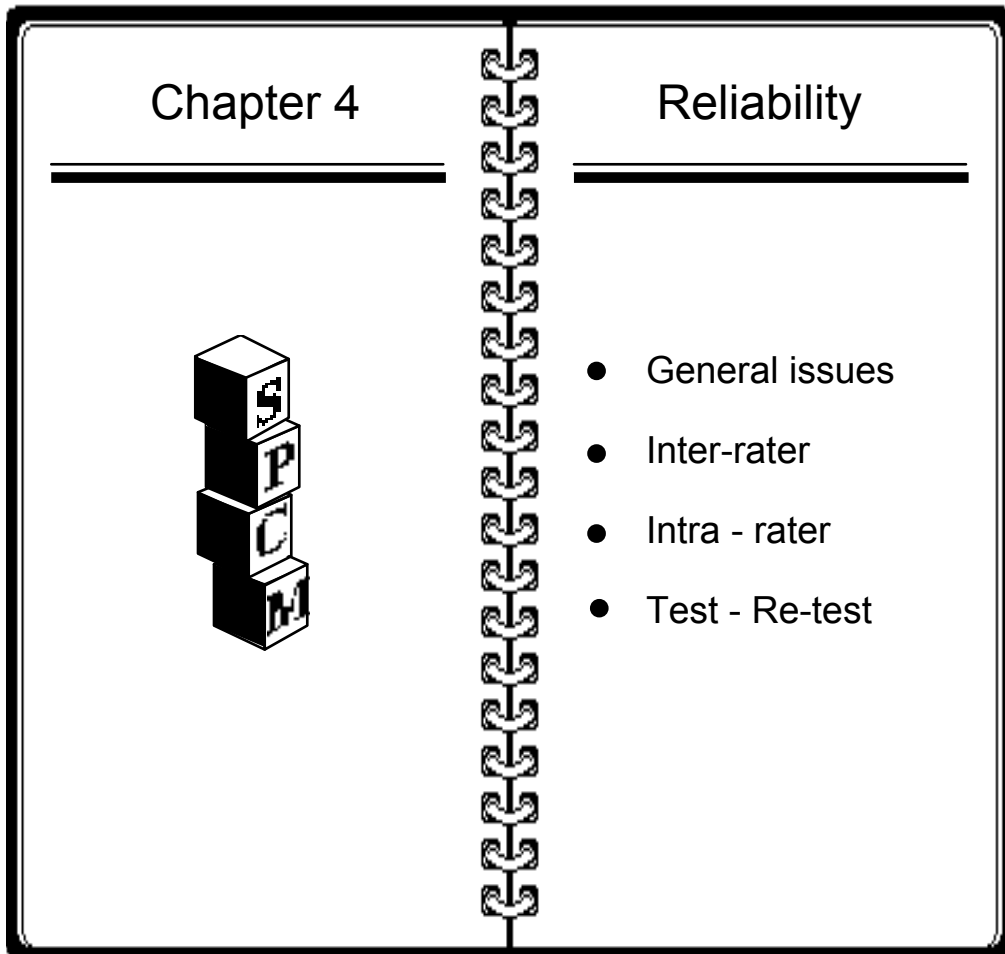 Chapter 4
S
P
C
M
Reliability
● General issues
● Inter-rater
● Intra - rater
● Test - Re-test